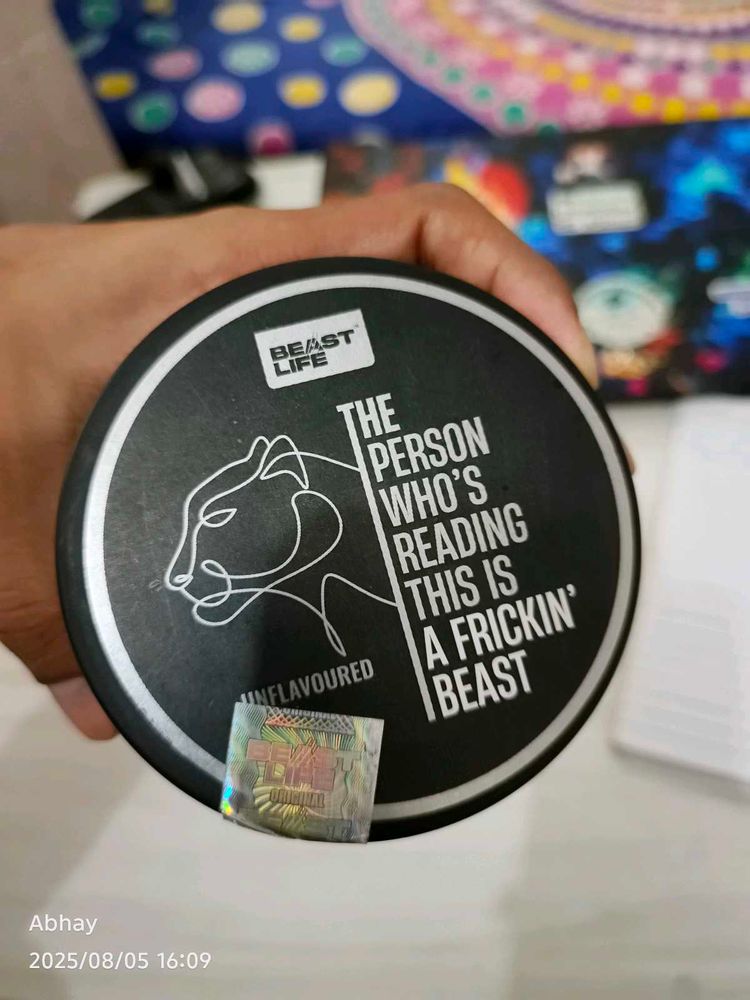 BEAST
LIFE
THE
PERSON
WHO'S
READING
THIS IS
A FRICKIN'
BEAST
UNFLAVOURED
BEAST
LIFE
ORIGINAL
Abhay
2025/08/05 16:09